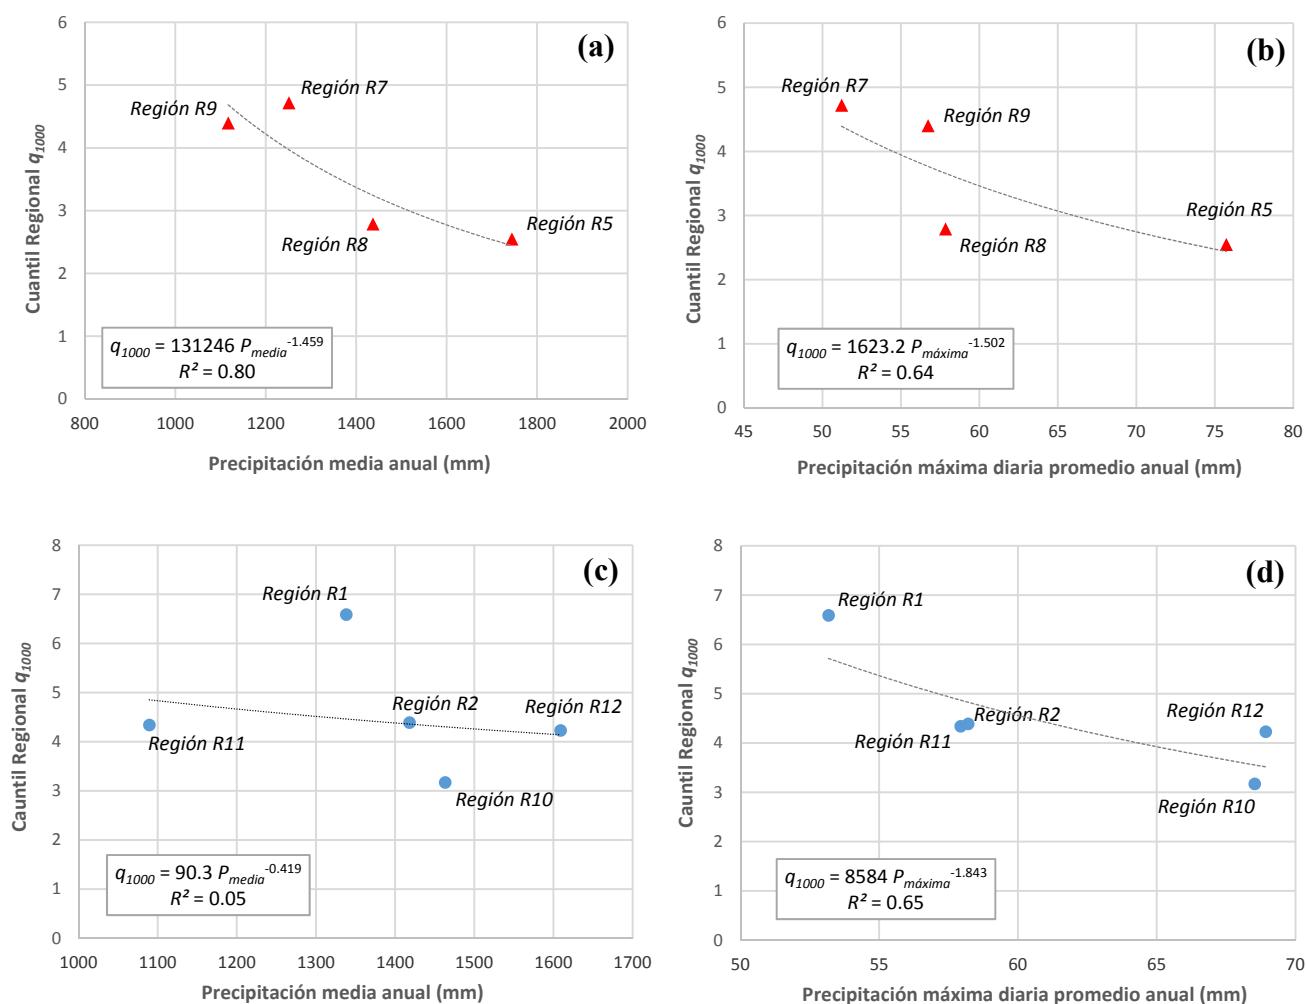 (a)
Cuantil Regional q1000
6
5
4
3
2
1
0
Región R9
Región R7
Región R8
Región R5
q1000 = 131246 Pmedia-1.459
R² = 0.80
800 1000 1200 1400 1600 1800 2000
Precipitación media anual (mm)
(b)
Cuantil Regional q1000
6
5
4
3
2
1
0
Región R7
Región R9
Región R8
Región R5
q1000 = 1623.2 Pmáxima-1.502
R² = 0.64
45 50 55 60 65 70 75 80
Precipitación máxima diaria promedio anual (mm)
(c)
Cauntil Regional q1000
8
7
6
5
4
3
2
1
0
Región R1
Región R2
Región R12
Región R11
Región R10
q1000 = 90.3 Pmedia-0.419
R² = 0.05
1000 1100 1200 1300 1400 1500 1600 1700
Precipitación media anual (mm)
(d)
Cauntil Regional q1000
8
7
6
5
4
3
2
1
0
Región R1
Región R2
Región R12
Región R11
Región R10
q1000 = 8584 Pmáxima-1.843
R² = 0.65
50 55 60 65 70
Precipitación máxima diaria promedio anual (mm)